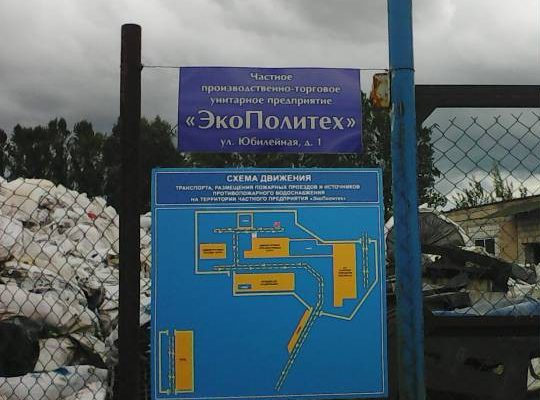 Частное
производственно-торговое
унитарное предприятие
«ЭкоПолитех»
ул. Юбилейная, д. 1
СХЕМА ДВИЖЕНИЯ
ТРАНСПОРТА, РАЗМЕЩЕНИЯ ПОЖАРНЫХ ПРОЕЗДОВ И ИСТОЧНИКОВ
ПРОТИВОПОЖАРНОГО ВОДОСНАБЖЕНИЯ
НА ТЕРРИТОРИИ ЧАСТНОГО ПРЕДПРИЯТИЯ «ЭкоПолитех»